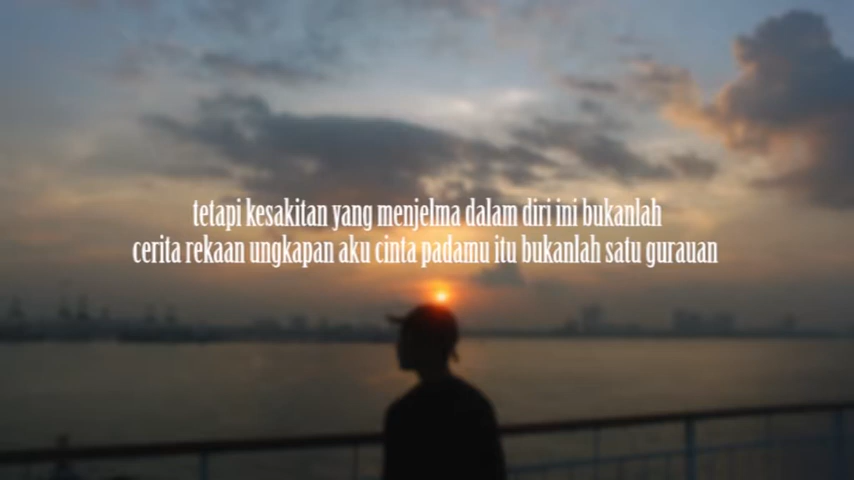 tetapi kesakitan yang menjelma dalam diri ini bukanlah
cerita rekaan ungkapan aku cinta padamu itu bukanlah satu gurauan